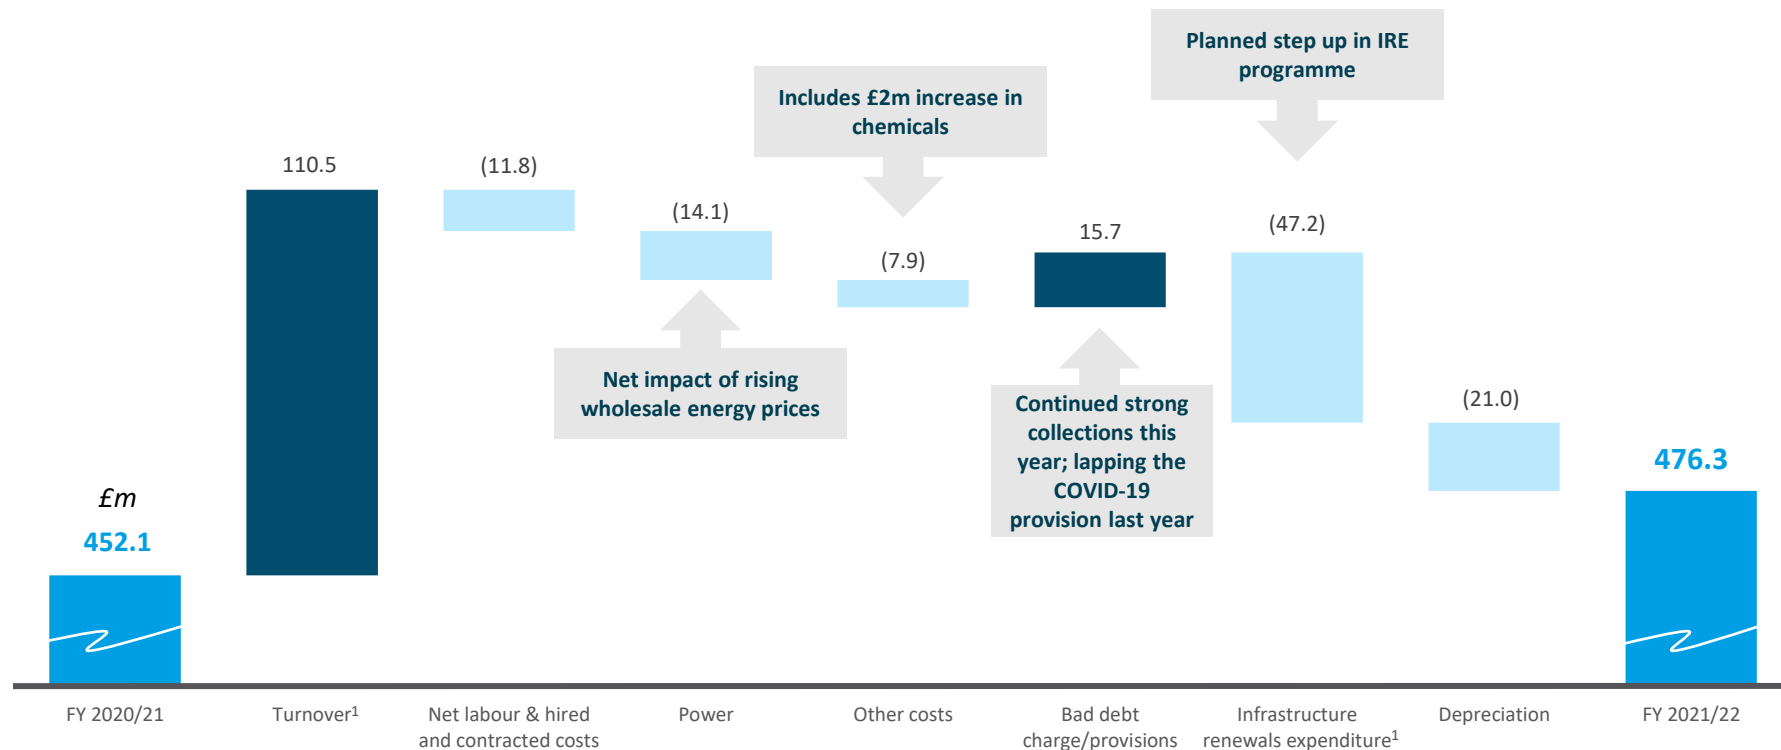 Planned step up in IRE
programme
Includes £2m increase in
chemicals
110.5
(11.8)
(14.1)
(7.9)
15.7
(47.2)
(21.0)
Net impact of rising
wholesale energy prices
Continued strong
collections this
year; lapping the
COVID-19
provision last year
£m
452.1
476.3
FY 2020/21
Turnover¹
Net labour & hired
and contracted costs
Power
Other costs
Bad debt
charge/provisions
Infrastructure
renewals expenditure¹
Depreciation
FY 2021/22